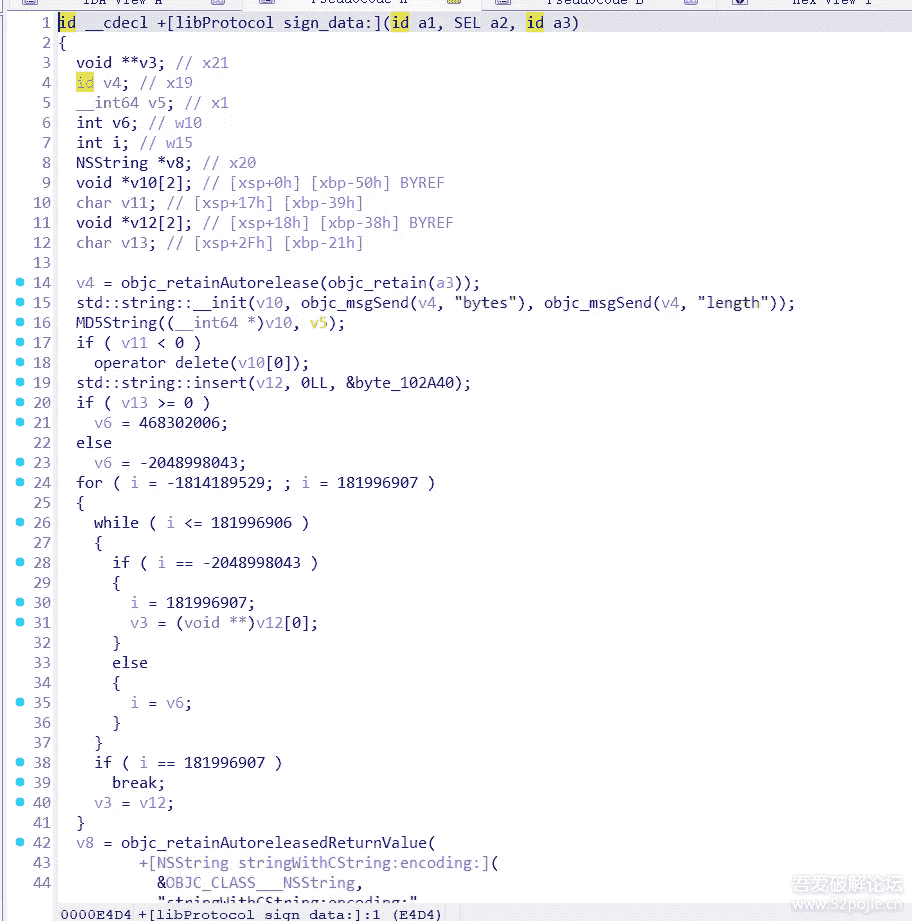 IDA View-A Pseudocode-A Pseudocode-B Hex View-1
1 id __cdecl +[libProtocol sign_data:](id a1, SEL a2, id a3)
2 {
3 void **v3; // x21
4 id v4; // x19
5 __int64 v5; // x1
6 int v6; // w10
7 int i; // w15
8 NSString *v8; // x20
9 void *v10[2]; // [xsp+0h] [xbp-50h] BYREF
10 char v11; // [xsp+17h] [xbp-39h]
11 void *v12[2]; // [xsp+18h] [xbp-38h] BYREF
12 char v13; // [xsp+2Fh] [xbp-21h]
13
14 v4 = objc_retainAutorelease(objc_retain(a3));
15 std::string::__init(v10, objc_msgSend(v4, "bytes"), objc_msgSend(v4, "length"));
16 MD5String((__int64 *)v10, v5);
17 if ( v11 < 0 )
18 operator delete(v10[0]);
19 std::string::insert(v12, 0LL, &byte_102A40);
20 if ( v13 >= 0 )
21 v6 = 468302006;
22 else
23 v6 = -2048998043;
24 for ( i = -1814189529; ; i = 181996907 )
25 {
26 while ( i <= 181996906 )
27 {
28 if ( i == -2048998043 )
29 {
30 i = 181996907;
31 v3 = (void **)v12[0];
32 }
33 else
34 {
35 i = v6;
36 }
37 }
38 if ( i == 181996907 )
39 break;
40 v3 = v12;
41 }
42 v8 = objc_retainAutoreleasedReturnValue(
43 +[NSString stringWithCString:encoding:](
44 &OBJC_CLASS___NSString,
"stringWithCString:encoding:"
0000E4D4 +[libProtocol sign_data:]:1 (E4D4)
吾爱破解论坛
www.52pojie.cn